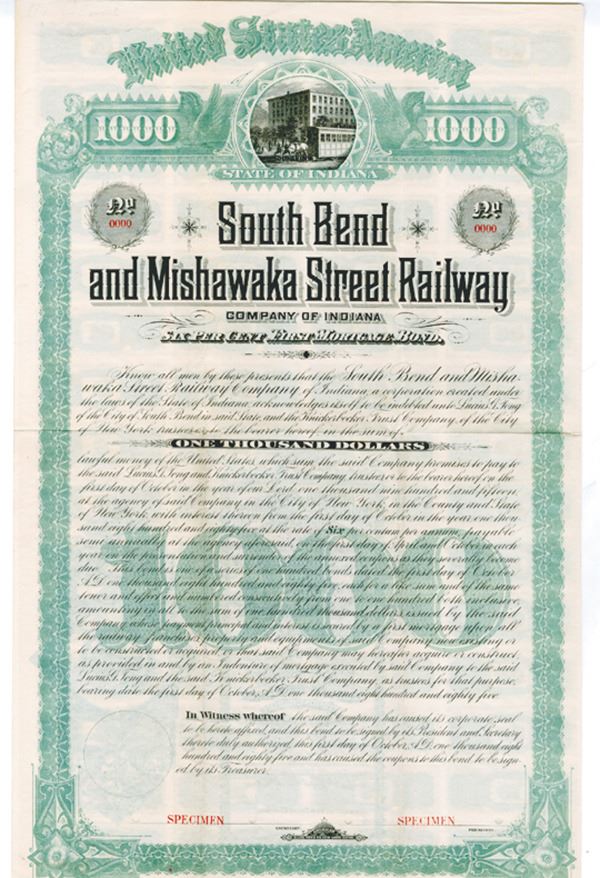 United States America
1000 1000
STATE OF INDIANA
No No
0000 0000
South Bend
and Mishawaka Street Railway
COMPANY OF INDIANA
SIX PER CENT FIRST MORTGAGE BOND.
Know all men by these presents that the South Bend and Misha-
waka Street Railway Company of Indiana, a corporation created under
the laws of the State of Indiana, acknowledges itself to be indebted unto Lucius G. Tong
of the City of South Bend in said State, and the Knickerbocker Trust Company, of the City
of New York trustees or to the bearer hereof in the sum of
ONE THOUSAND DOLLARS
lawful money of the United States, which sum the said Company promises to pay to
the said Lucius G. Tong and Knickerbocker Trust Company, trustees or to the bearer hereof on the
first day of October in the year of our Lord one thousand nine hundred and fifteen,
at the agency of said Company in the City of New York, in the County and State
of New York with interest thereon from the first day of October in the year one thou-
sand eight hundred and eighty five at the rate of Six per centum per annum, payable
semi annually at said agency of said, on the first day of April and October in each
year on the presentation and surrender of the annexed coupons as they severally become
due. This bond is one of a series of one hundred bonds dated the first day of October
A.D. one thousand eight hundred and eighty five each for a like sum and of the same
tenor and effect and numbered consecutively from one to one hundred both inclusive,
amounting in all to the sum of one hundred thousand dollars issued by the said
Company whose payment principal and interest is secured by a first mortgage upon all
the railway, franchises, property and equipments of said Company now existing or
to be constructed or acquired or that said Company may hereafter acquire or construct
as provided in and by an Indenture of mortgage executed by said Company to the said
Lucius G. Tong and the said Knickerbocker Trust Company, as trustees for that purpose,
bearing date the first day of October, A.D. one thousand eight hundred and eighty five
1000
In Witness whereof the said Company has caused its corporate seal
to be hereto affixed, and this bond to be signed by its President and Secretary
thereto duly authorized, this first day of October, A.D. one thousand eight
hundred and eighty five and has caused the coupons to this bond to be sign-
ed by its Treasurer.
SPECIMEN SPECIMEN
SECRETARY PRESIDENT